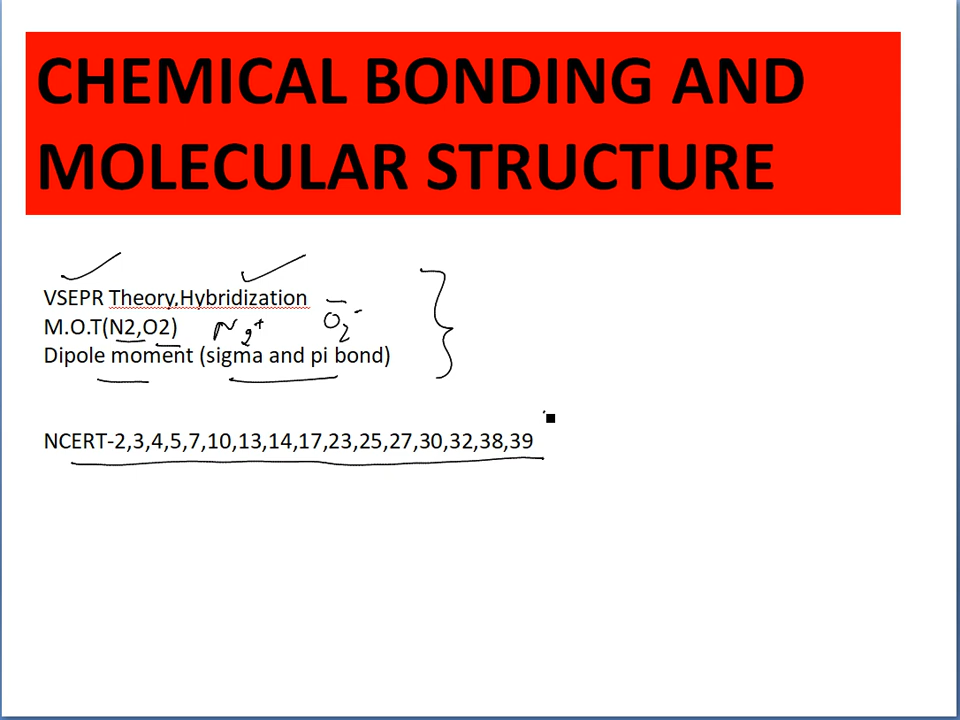 CHEMICAL BONDING AND
MOLECULAR STRUCTURE
VSEPR Theory,Hybridization
M.O.T(N2,O2) N2+ O2-
Dipole moment (sigma and pi bond)
NCERT-2,3,4,5,7,10,13,14,17,23,25,27,30,32,38,39